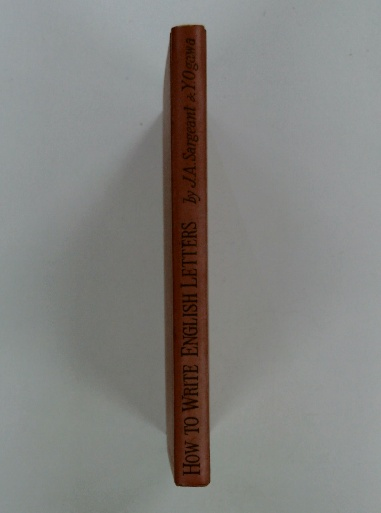 HOW TO WRITE ENGLISH LETTERS by J.A. Sargeant & Y.Ogawa